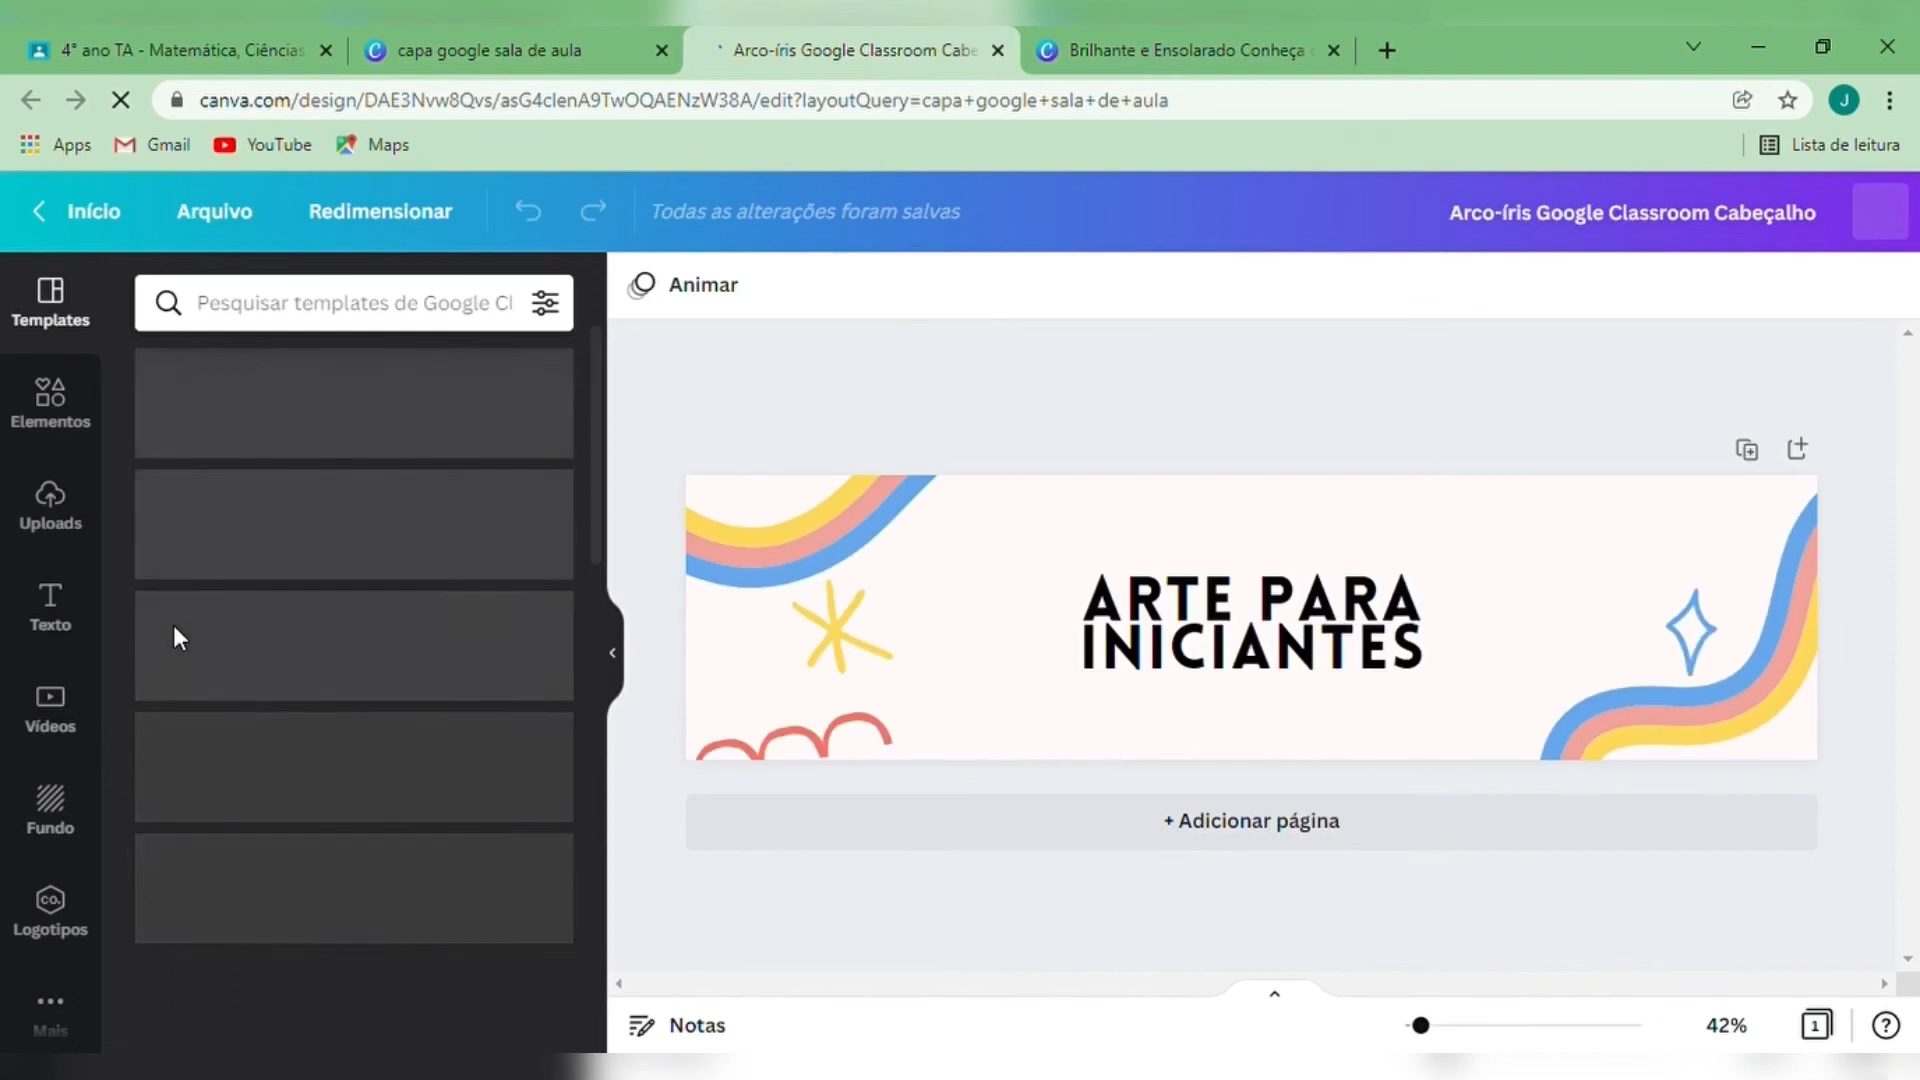 4° ano TA - Matemática, Ciências
capa google sala de aula
Arco-íris Google Classroom Cabe
Brilhante e Ensolarado Conheça
canva.com/design/DAE3Nvw8Qvs/asG4clenA9TwOQAENzW38A/edit?layoutQuery=capa+google+sala+de+aula
J
Apps
Gmail
YouTube
Maps
Lista de leitura
Início
Arquivo
Redimensionar
Todas as alterações foram salvas
Arco-íris Google Classroom Cabeçalho
Templates
Pesquisar templates de Google Cl
Animar
Elementos
Uploads
Texto
Vídeos
Fundo
CO.
Logotipos
Mais
ARTE PARA
INICIANTES
+ Adicionar página
Notas
42%
1
?